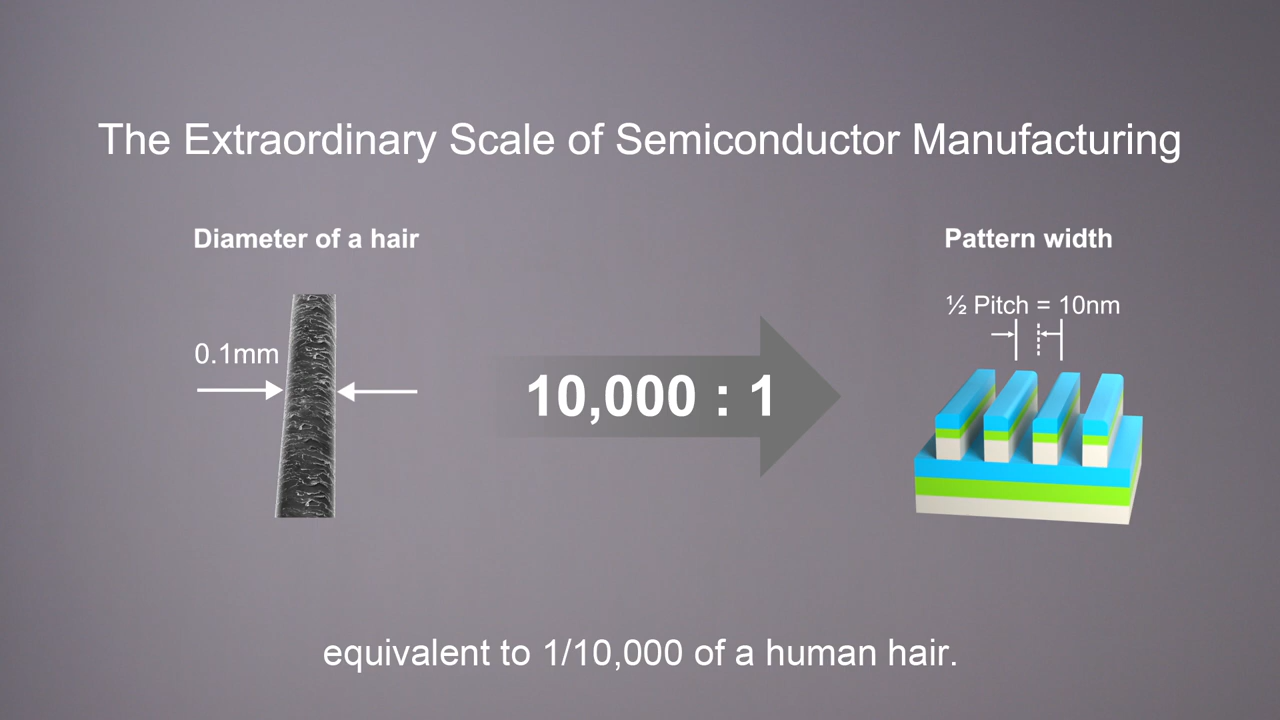 The Extraordinary Scale of Semiconductor Manufacturing
Diameter of a hair
0.1mm
10,000 : 1
Pattern width
½ Pitch = 10nm
equivalent to 1/10,000 of a human hair.